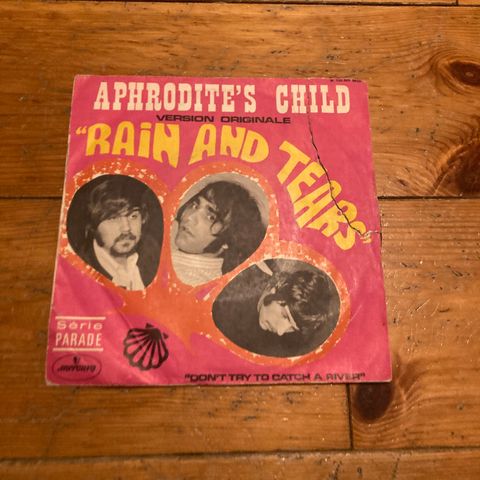 APHRODITE'S CHILD
VERSION ORIGINALE
"RAiN AND TEARS"
Série
PARADE
mercury
"DON'T TRY TO CATCH A RIVER"